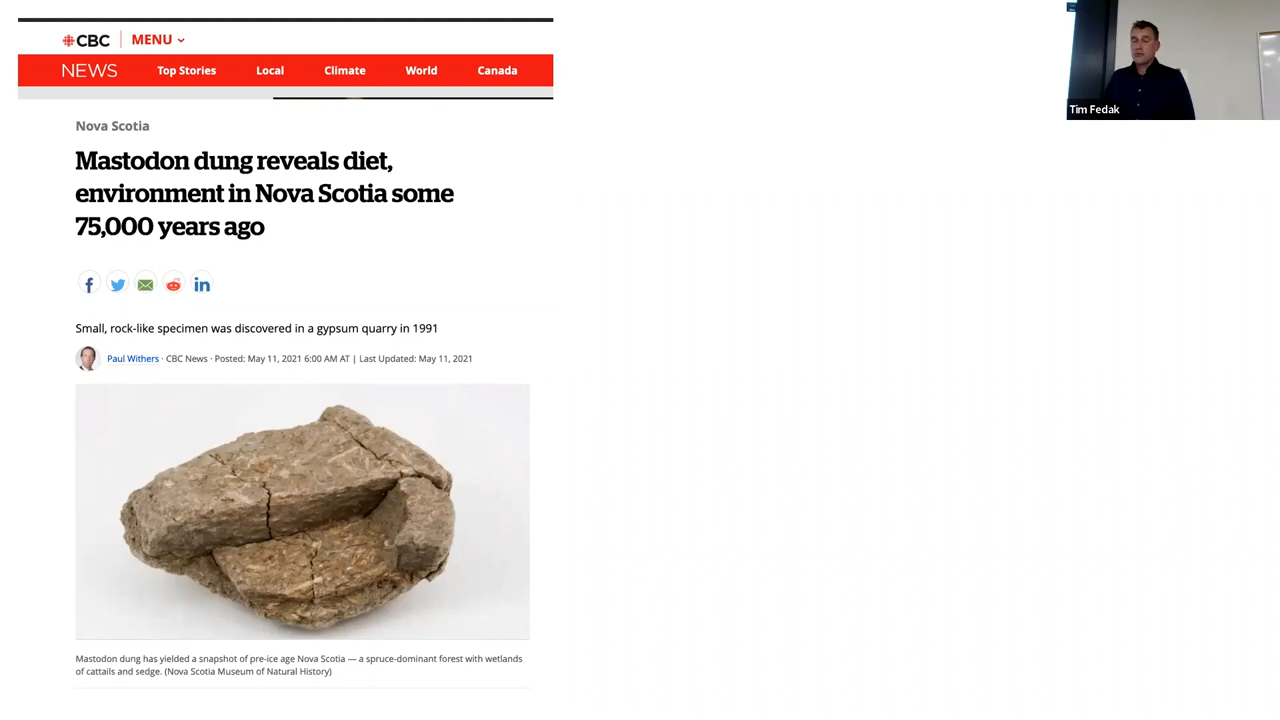 CBC
MENU
NEWS
Top Stories
Local
Climate
World
Canada
Nova Scotia
Mastodon dung reveals diet,
environment in Nova Scotia some
75,000 years ago
Small, rock-like specimen was discovered in a gypsum quarry in 1991
Paul Withers · CBC News · Posted: May 11, 2021 6:00 AM AT | Last Updated: May 11, 2021
Mastodon dung has yielded a snapshot of pre-ice age Nova Scotia — a spruce-dominant forest with wetlands
of cattails and sedge. (Nova Scotia Museum of Natural History)
Tim Fedak